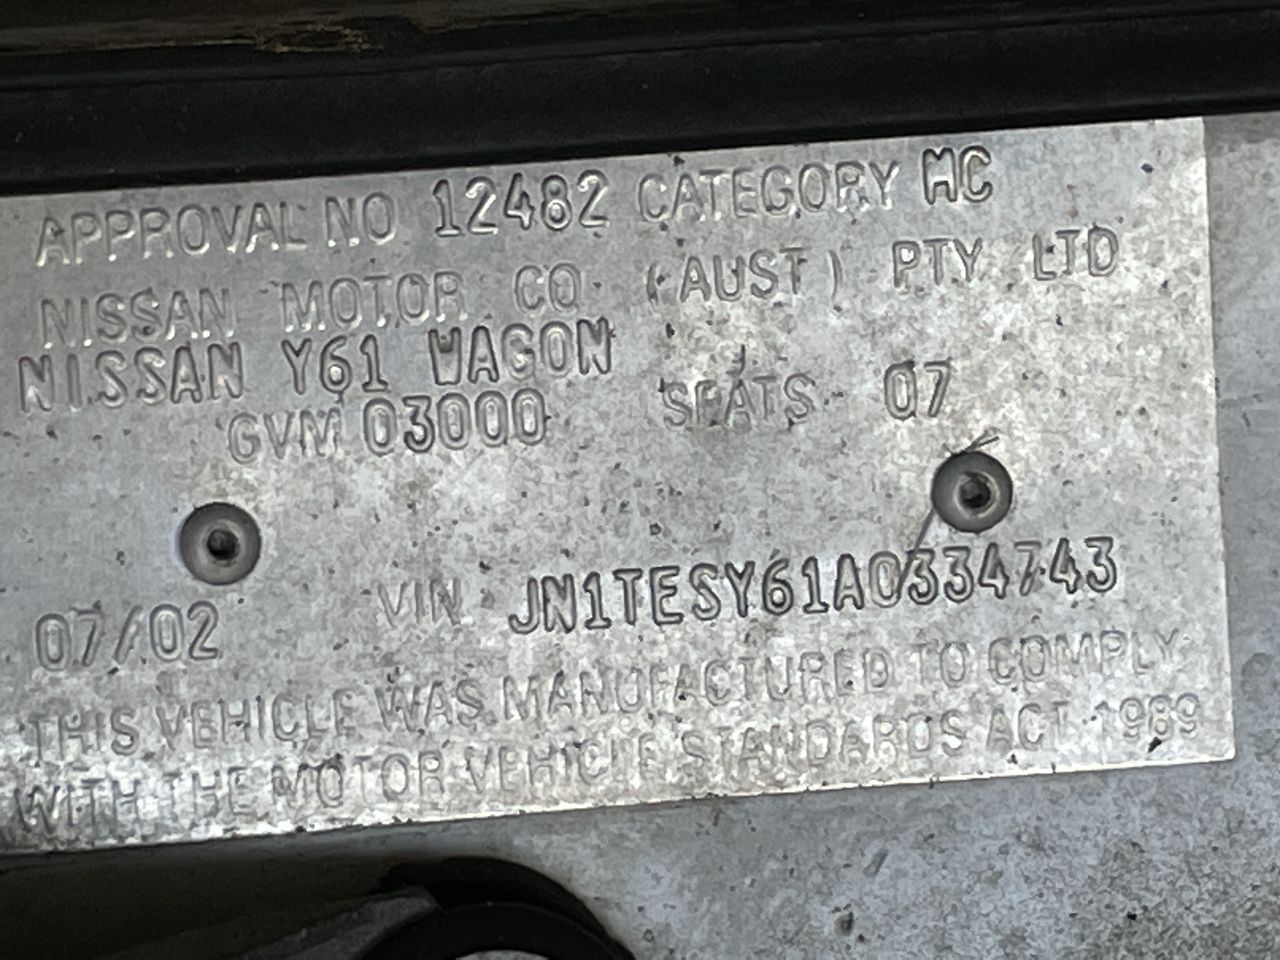 APPROVAL NO 12482 CATEGORY MC
NISSAN MOTOR CO. (AUST) PTY LTD
NISSAN Y61 WAGON
GVM 03000 SEATS 07
07/02 VIN JN1TESY61A0334743
THIS VEHICLE WAS MANUFACTURED TO COMPLY
WITH THE MOTOR VEHICLE STANDARDS ACT 1989